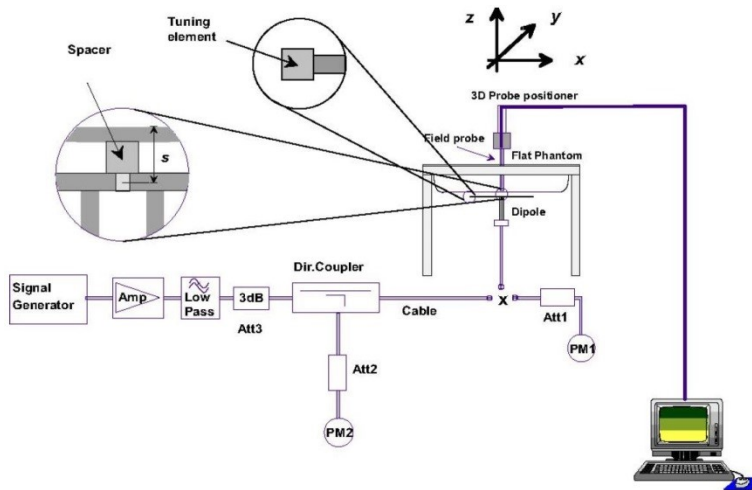 Tuning
element
Spacer
s
z
y
x
3D Probe positioner
Field probe
Flat Phantom
Dipole
Dir.Coupler
Signal
Generator
Amp
Low
Pass
3dB
Att3
Cable
x
Att1
PM1
Att2
PM2